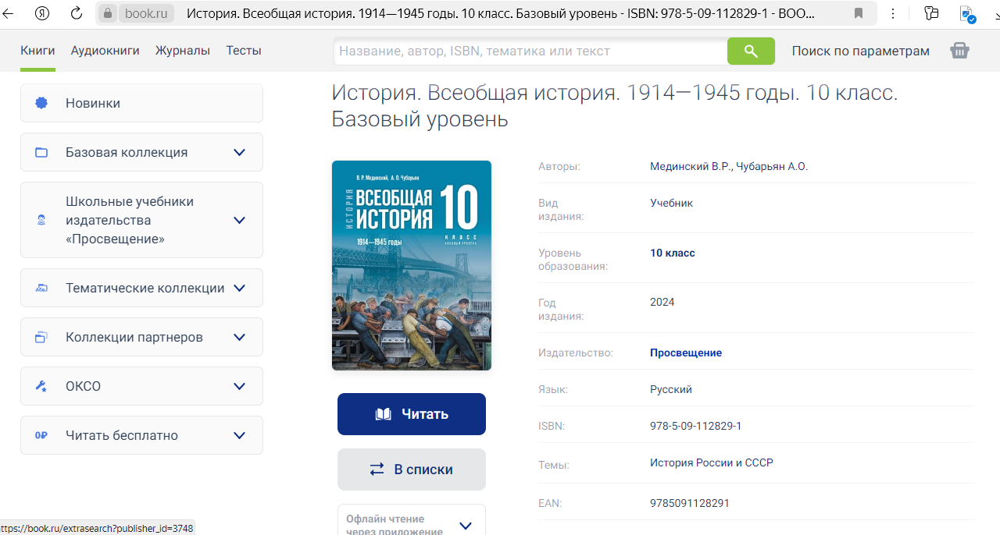 book.ru
История. Всеобщая история. 1914—1945 годы. 10 класс. Базовый уровень - ISBN: 978-5-09-112829-1 - BOO...
Книги
Аудиокниги
Журналы
Тесты
Название, автор, ISBN, тематика или текст
Поиск по параметрам
Новинки
Базовая коллекция
Школьные учебники
издательства
«Просвещение»
Тематические коллекции
Коллекции партнеров
ОКСО
0₽ Читать бесплатно
История. Всеобщая история. 1914—1945 годы. 10 класс.
Базовый уровень
В. Р. Мединский, А. О. Чубарьян
ИСТОРИЯ
ВСЕОБЩАЯ
ИСТОРИЯ
10
класс
БАЗОВЫЙ УРОВЕНЬ
1914—1945 годы
Читать
В списки
Офлайн чтение
через приложение
Авторы: Мединский В.Р., Чубарьян А.О.
Вид
издания:
Учебник
Уровень
образования:
10 класс
Год
издания:
2024
Издательство: Просвещение
Язык: Русский
ISBN: 978-5-09-112829-1
Темы: История России и СССР
EAN: 9785091128291
ttps://book.ru/extrasearch?publisher_id=3748